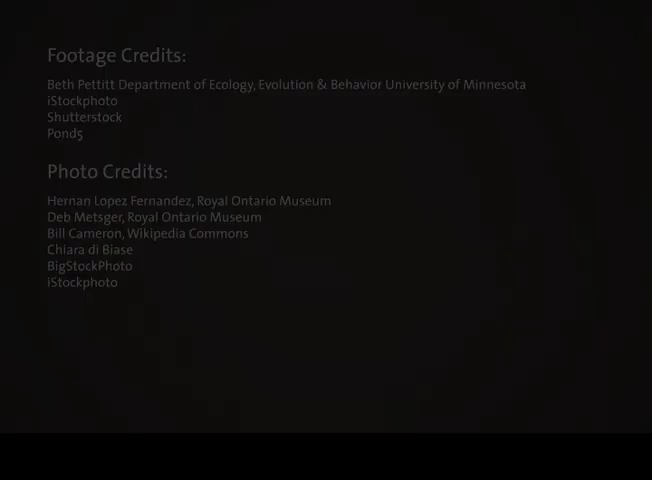 Footage Credits:
Beth Pettitt Department of Ecology, Evolution & Behavior University of Minnesota
iStockphoto
Shutterstock
Pond5
Photo Credits:
Hernan Lopez Fernandez, Royal Ontario Museum
Deb Metsger, Royal Ontario Museum
Bill Cameron, Wikipedia Commons
Chiara di Biase
BigStockPhoto
iStockphoto